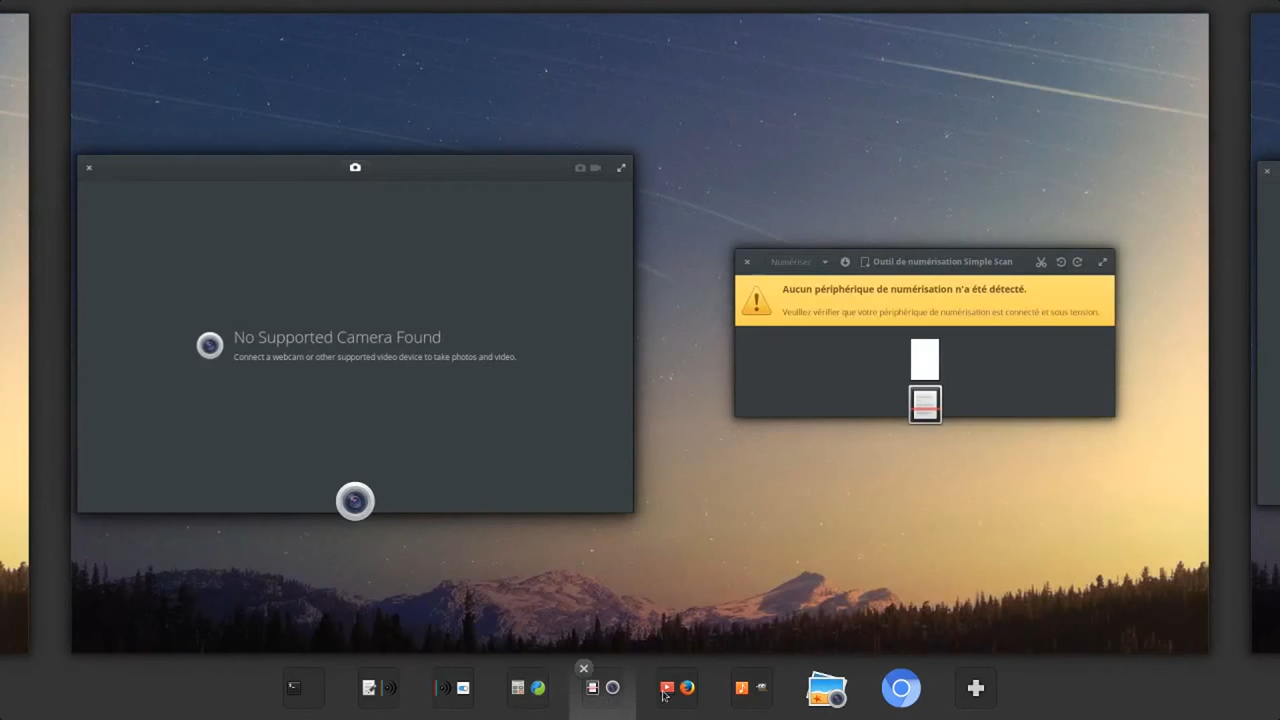 No Supported Camera Found
Connect a webcam or other supported video device to take photos and video.
Numériser
Outil de numérisation Simple Scan
Aucun périphérique de numérisation n'a été détecté.
Veuillez vérifier que votre périphérique de numérisation est connecté et sous tension.